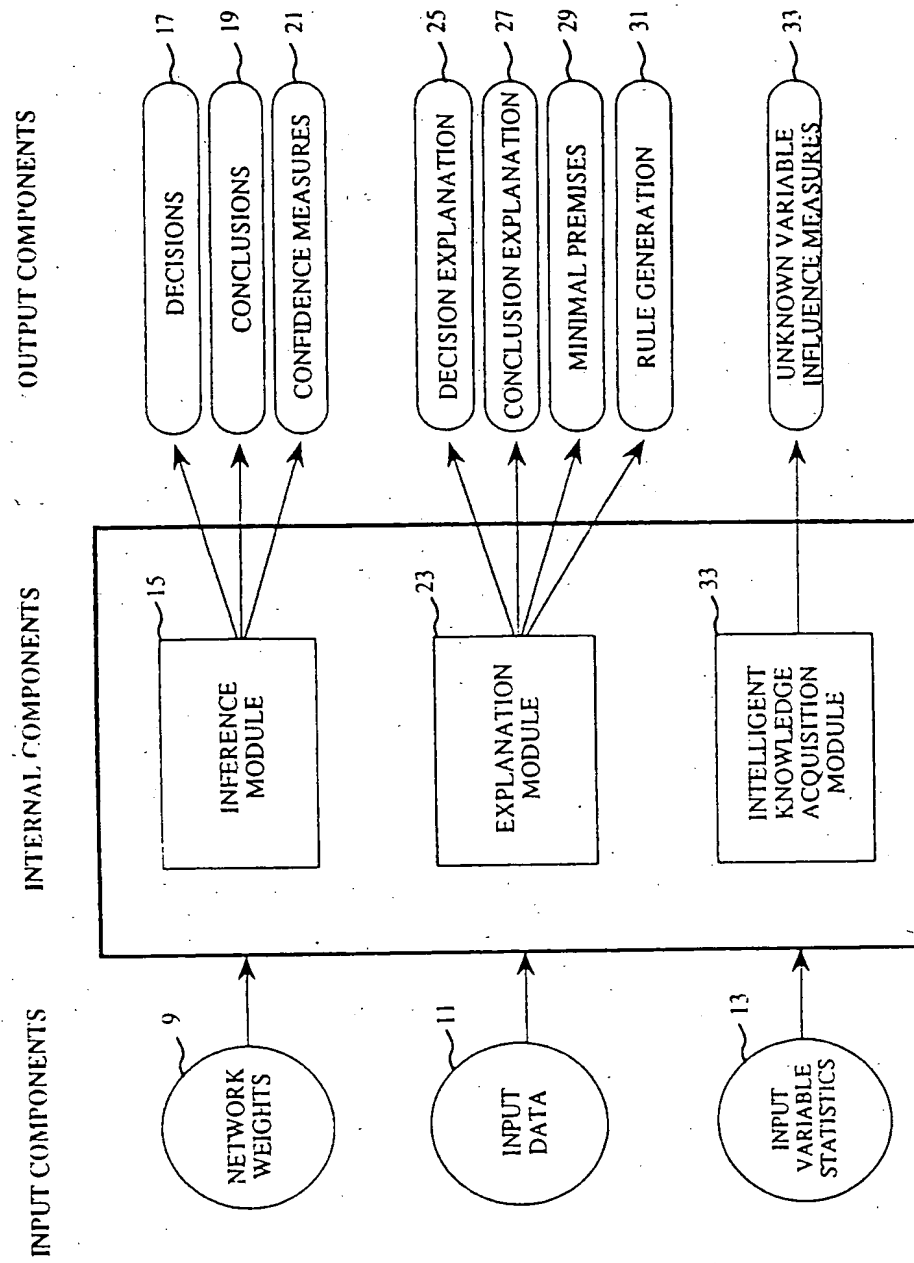 INPUT COMPONENTS
INTERNAL COMPONENTS
OUTPUT COMPONENTS
9
NETWORK
WEIGHTS
11
INPUT
DATA
13
INPUT
VARIABLE
STATISTICS
15
INFERENCE
MODULE
23
EXPLANATION
MODULE
33
INTELLIGENT
KNOWLEDGE
ACQUISITION
MODULE
DECISIONS
17
CONCLUSIONS
19
CONFIDENCE MEASURES
21
DECISION EXPLANATION
25
CONCLUSION EXPLANATION
27
MINIMAL PREMISES
29
RULE GENERATION
31
UNKNOWN VARIABLE
INFLUENCE MEASURES
33